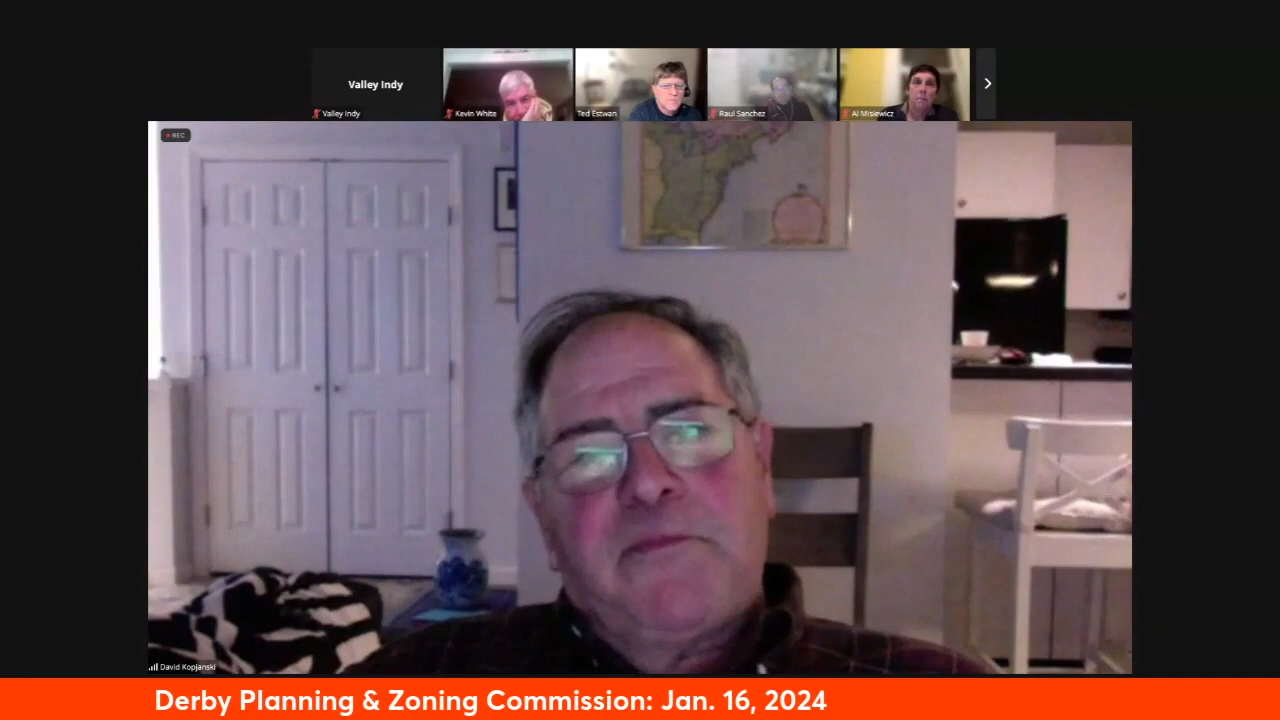 Valley Indy
Valley Indy
Kevin White
Ted Estwan
Raul Sanchez
Al Misiewicz
REC
David Kopjanski
Derby Planning & Zoning Commission: Jan. 16, 2024